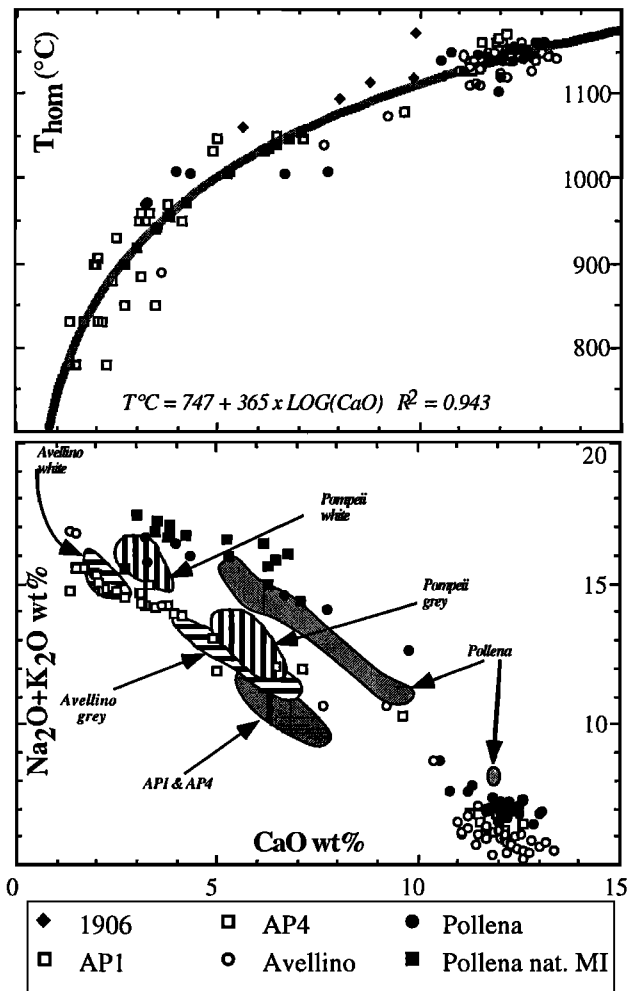 T_hom (°C)
1100
1000
900
800
T°C = 747 + 365 x LOG(CaO) R² = 0.943
Avellino
white
20
Pompeii
white
15
Pompeii
grey
Na₂O+K₂O wt%
Pollena
Avellino
grey
10
AP1 & AP4
CaO wt%
0 5 10 15
1906 AP4 Pollena
AP1 Avellino Pollena nat. MI